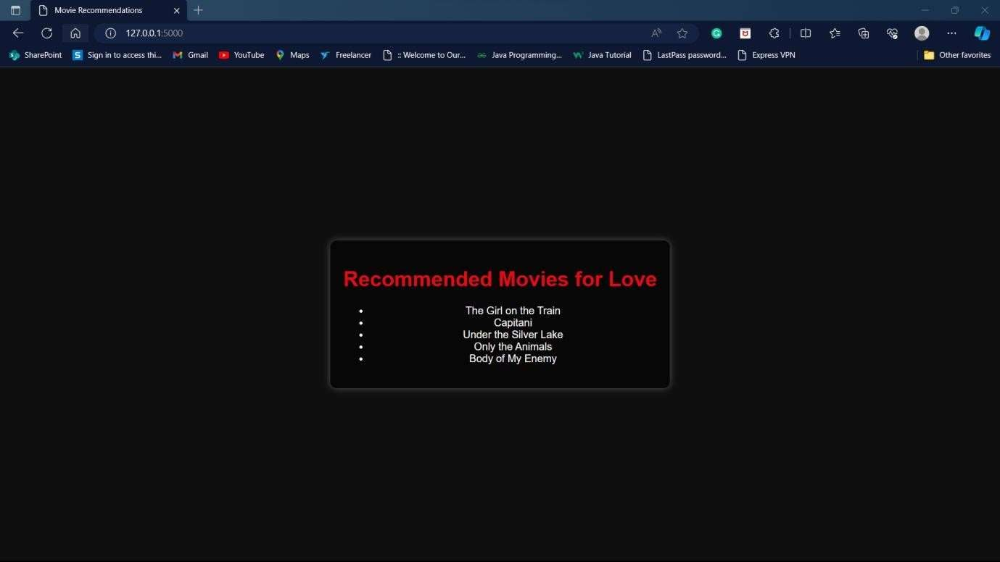 Movie Recommendations
127.0.0.1:5000
SharePoint Sign in to access thi... Gmail YouTube Maps Freelancer :: Welcome to Our... Java Programming... Java Tutorial LastPass password... Express VPN Other favorites
Recommended Movies for Love
• The Girl on the Train
• Capitani
• Under the Silver Lake
• Only the Animals
• Body of My Enemy